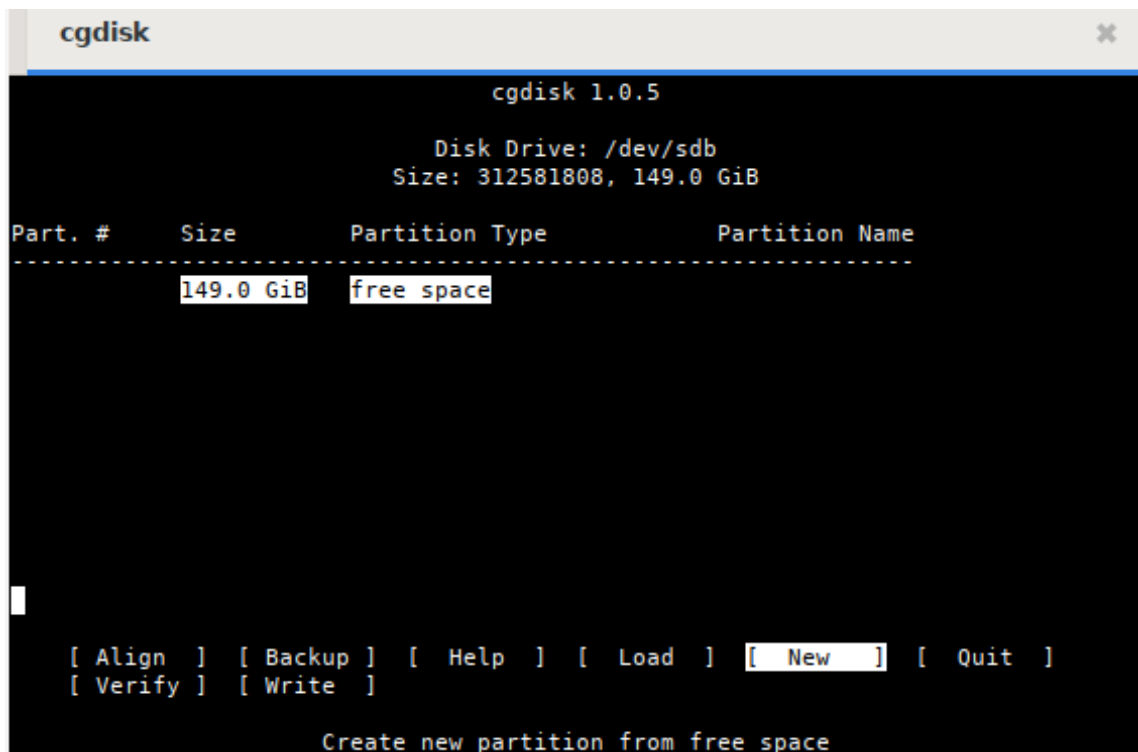 cgdisk
cgdisk 1.0.5
Disk Drive: /dev/sdb
Size: 312581808, 149.0 GiB
Part. # Size Partition Type Partition Name
----------------------------------------------------------------
149.0 GiB free space
[ Align ] [ Backup ] [ Help ] [ Load ] [ New ] [ Quit ]
[ Verify ] [ Write ]
Create new partition from free space